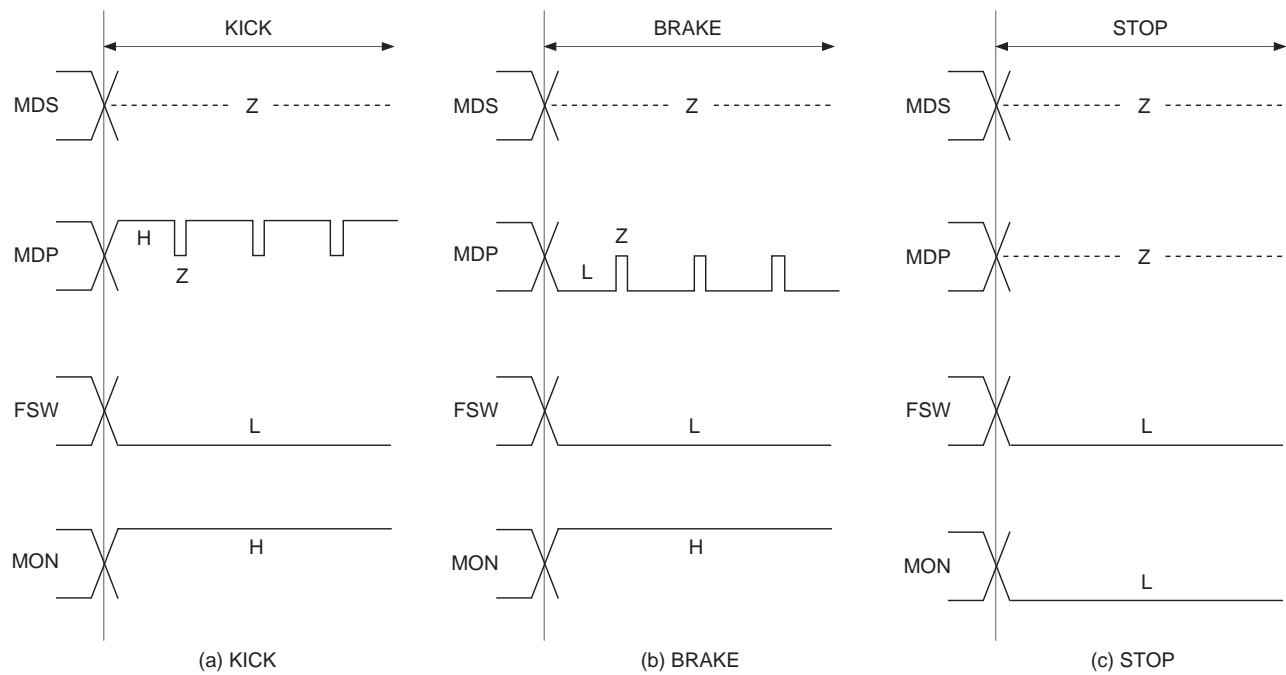 KICK
MDS
Z
MDP
H
Z
FSW
L
MON
H
(a) KICK
BRAKE
MDS
Z
MDP
Z
L
FSW
L
MON
H
(b) BRAKE
STOP
MDS
Z
MDP
Z
FSW
L
MON
L
(c) STOP